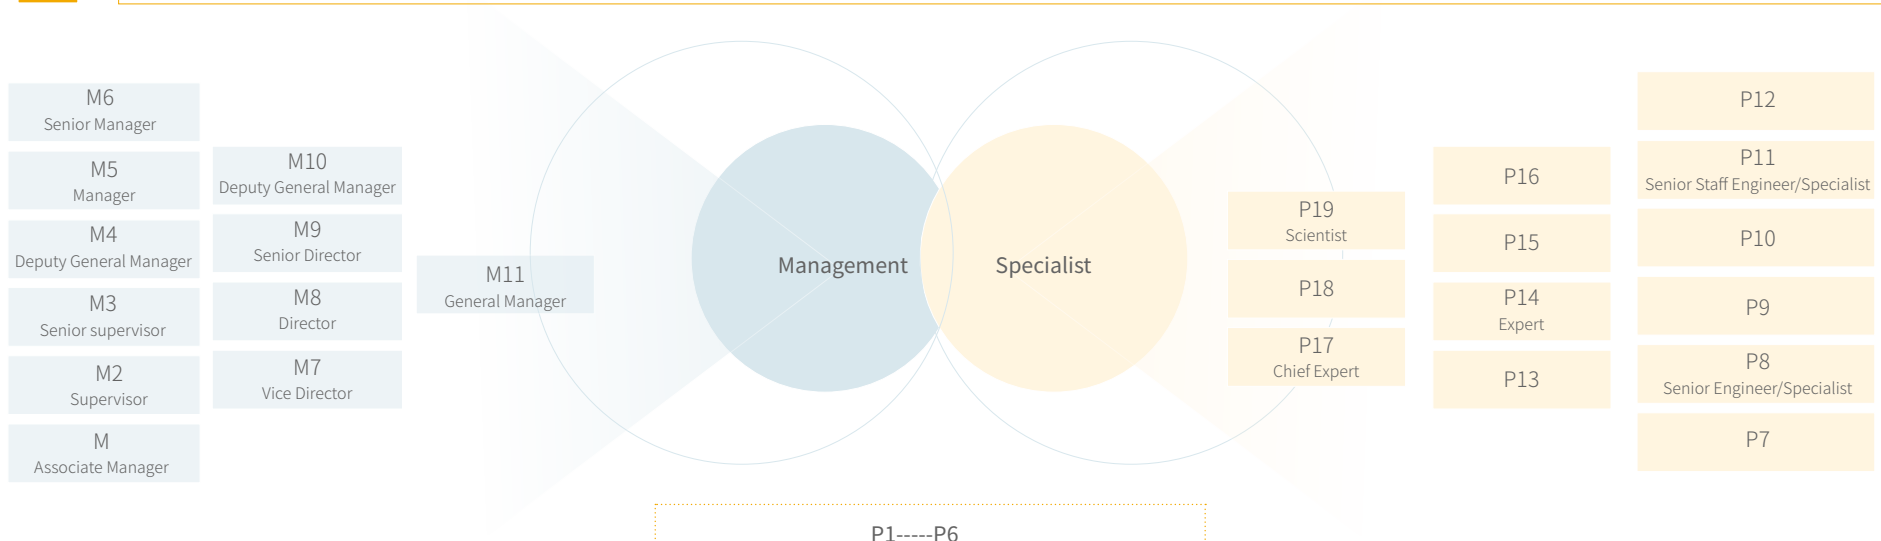 M6
Senior Manager
M5
Manager
M4
Deputy General Manager
M3
Senior supervisor
M2
Supervisor
M
Associate Manager
M10
Deputy General Manager
M9
Senior Director
M8
Director
M7
Vice Director
M11
General Manager
Management
Specialist
P19
Scientist
P18
P17
Chief Expert
P16
P15
P14
Expert
P13
P12
P11
Senior Staff Engineer/Specialist
P10
P9
P8
Senior Engineer/Specialist
P7
P1-----P6